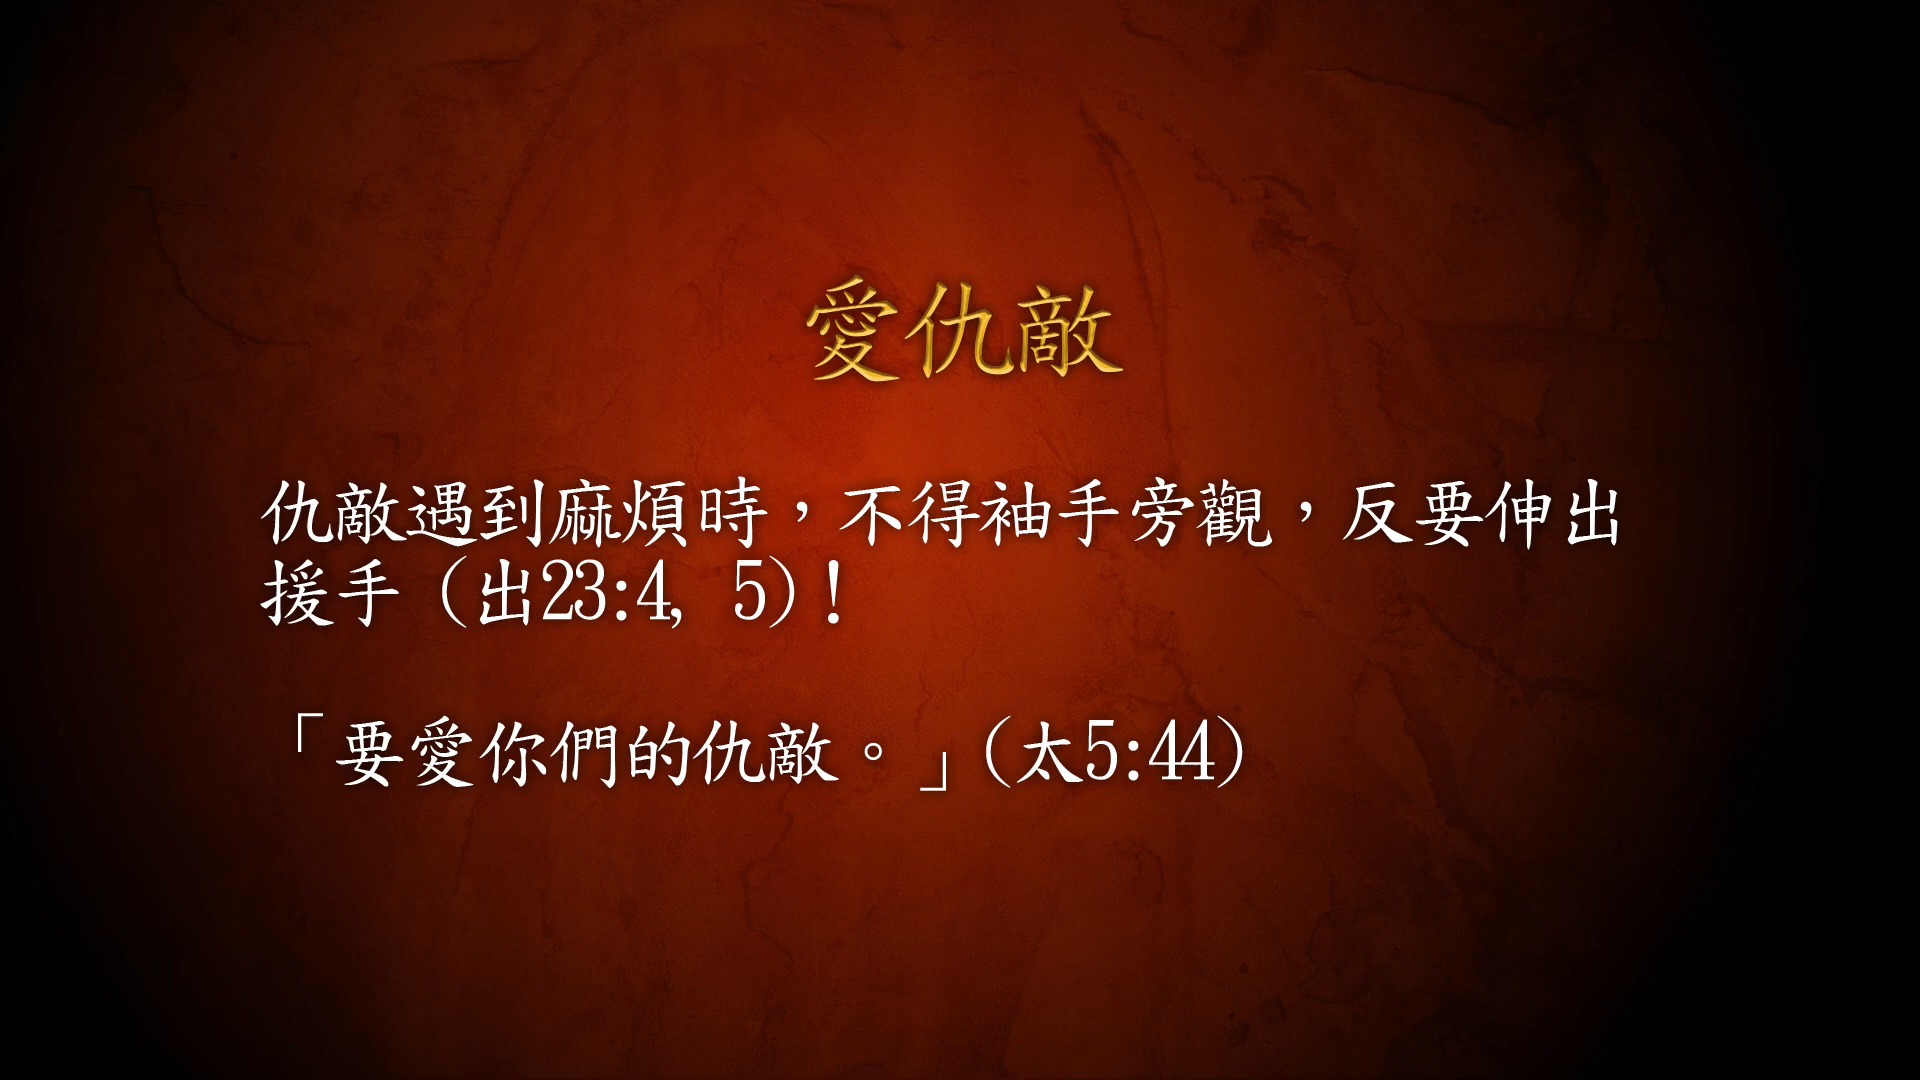 愛仇敵
仇敵遇到麻煩時，不得袖手旁觀，反要伸出
援手（出23:4, 5)！
「要愛你們的仇敵。」(太5:44)